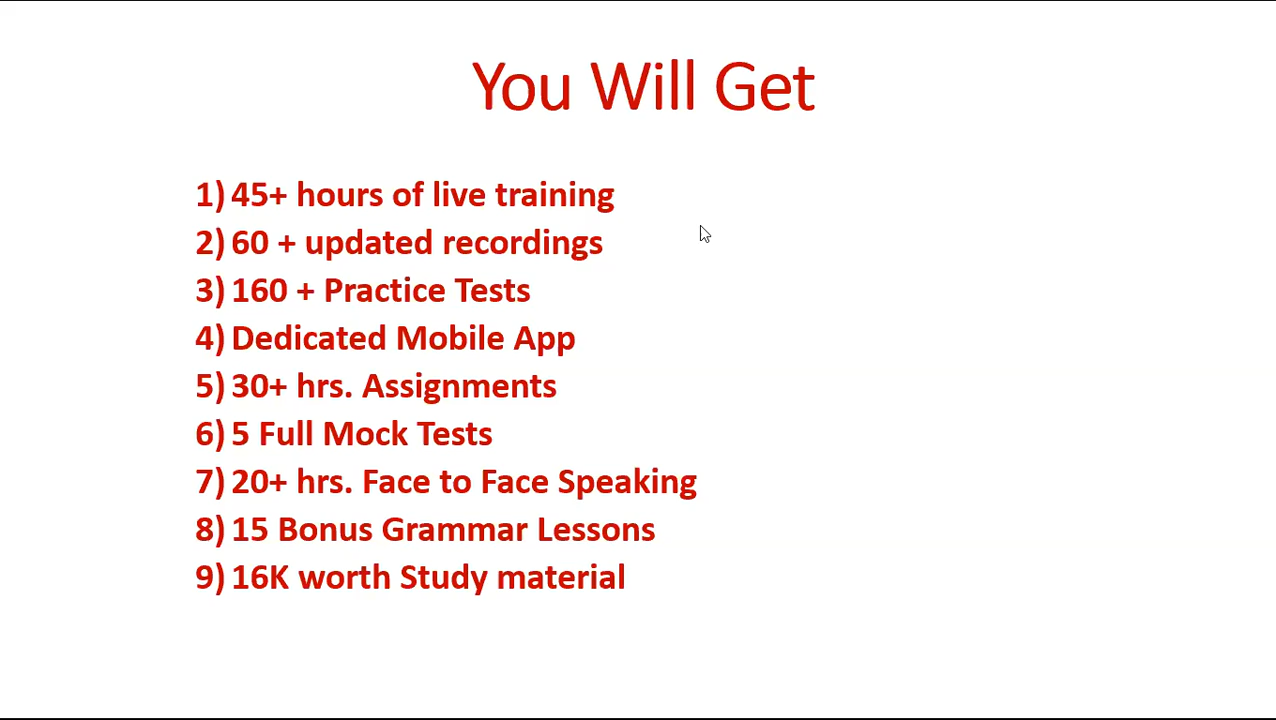 You Will Get
1) 45+ hours of live training
2) 60 + updated recordings
3) 160 + Practice Tests
4) Dedicated Mobile App
5) 30+ hrs. Assignments
6) 5 Full Mock Tests
7) 20+ hrs. Face to Face Speaking
8) 15 Bonus Grammar Lessons
9) 16K worth Study material